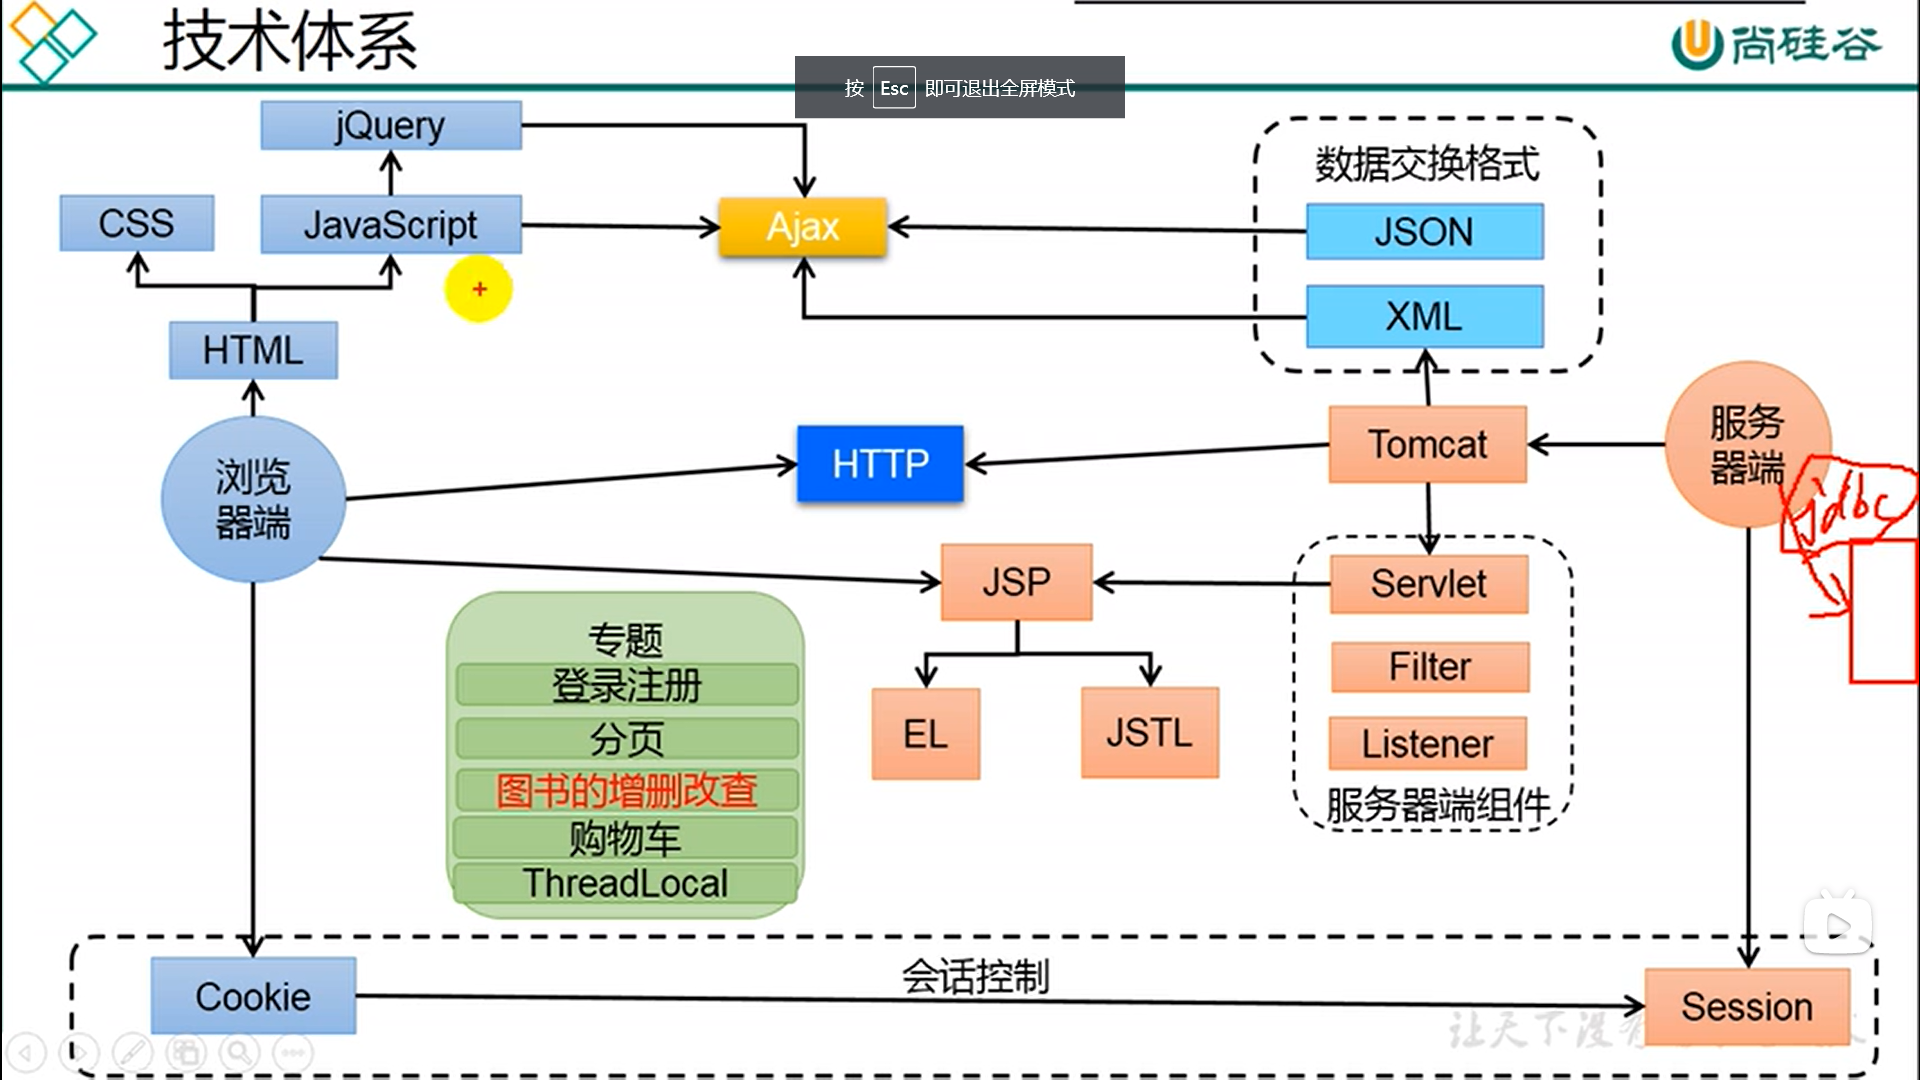 技术体系
尚硅谷
按 Esc 即可退出全屏模式
jQuery
CSS
JavaScript
Ajax
数据交换格式
JSON
XML
HTML
浏览
器端
HTTP
Tomcat
服务
器端
jdbc
JSP
Servlet
Filter
Listener
服务器端组件
EL
JSTL
专题
登录注册
分页
图书的增删改查
购物车
ThreadLocal
会话控制
Cookie
Session
让天下没有